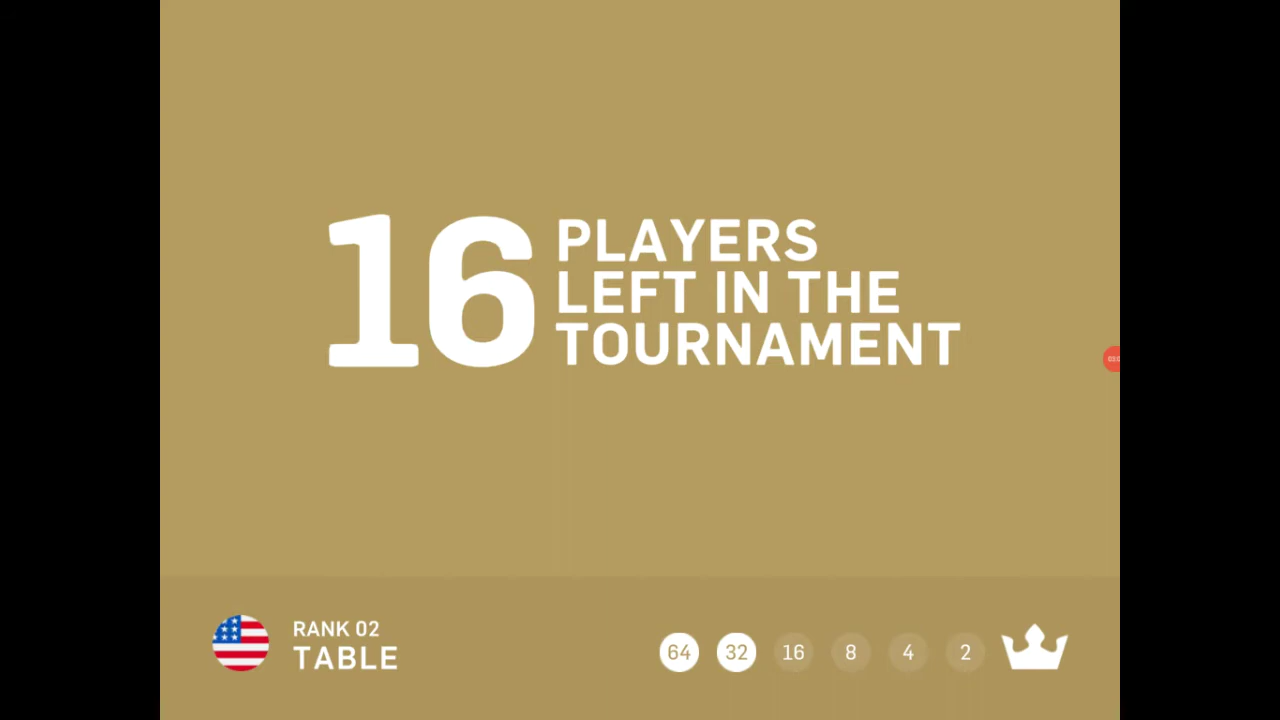 16 PLAYERS
LEFT IN THE
TOURNAMENT
RANK 02
TABLE
64 32 16 8 4 2